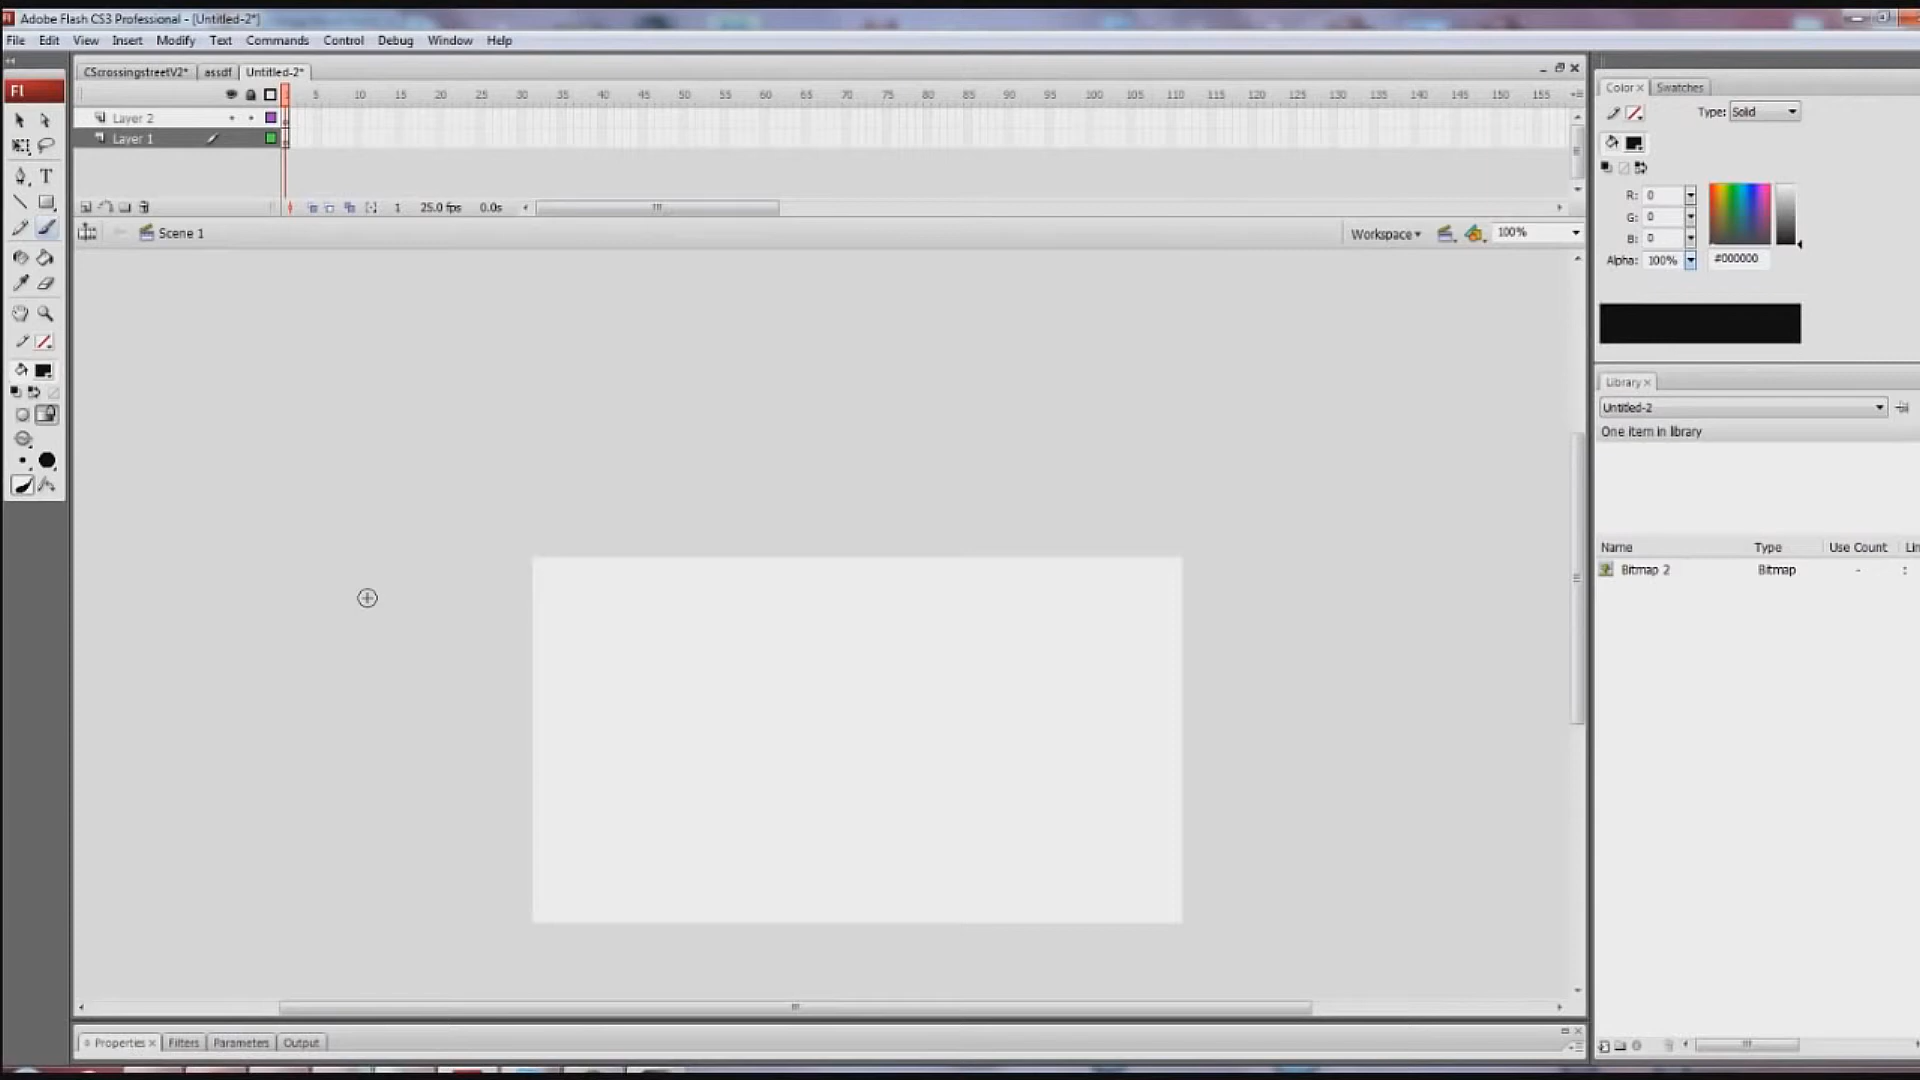 Adobe Flash CS3 Professional - [Untitled-2*]
File Edit View Insert Modify Text Commands Control Debug Window Help
CScrossingstreetV2* assdf Untitled-2*
5 10 15 20 25 30 35 40 45 50 55 60 65 70 75 80 85 90 95 100 105 110 115 120 125 130 135 140 145 150 155
Layer 2
Layer 1
1 25.0 fps 0.0s
Scene 1
Workspace 100%
Fl
Color Swatches
Type: Solid
R: 0
G: 0
B: 0
Alpha: 100% #000000
Library
Untitled-2
One item in library
Name Type Use Count
Bitmap 2 Bitmap -
Properties Filters Parameters Output